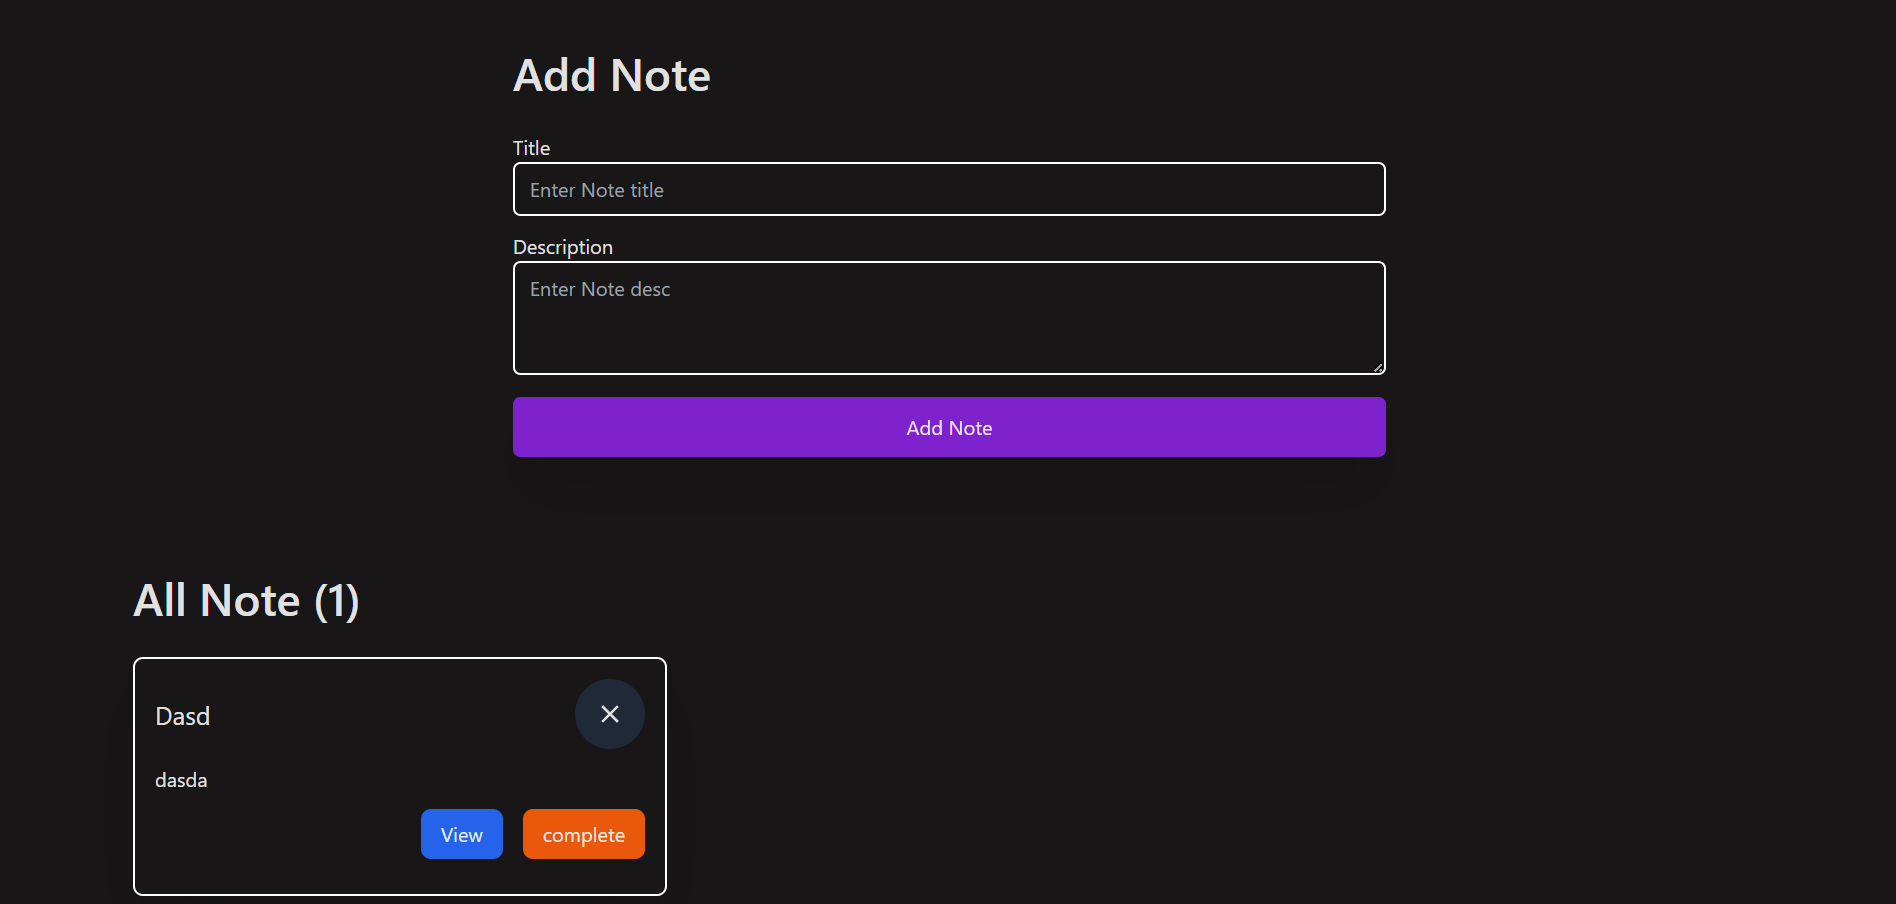 Add Note
Title
Enter Note title
Description
Enter Note desc
Add Note
All Note (1)
Dasd
dasda
View complete